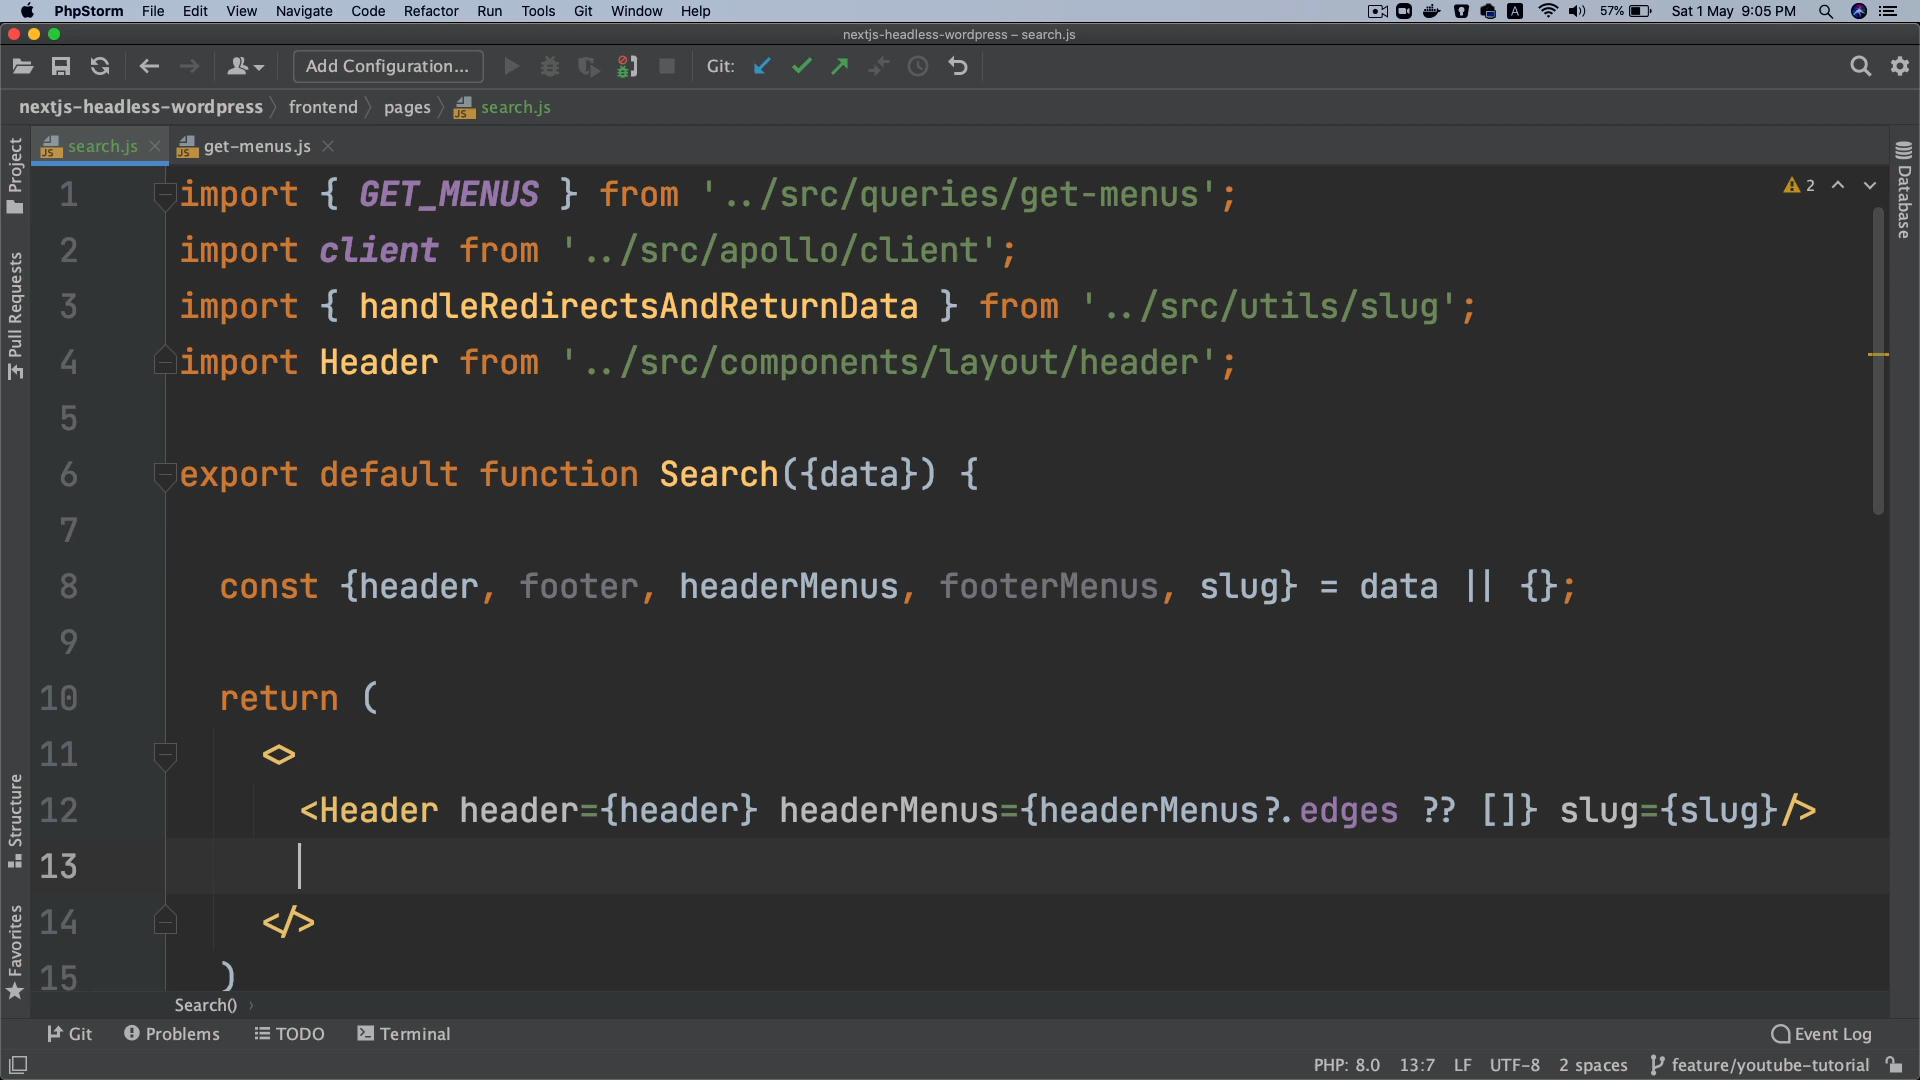 PhpStorm File Edit View Navigate Code Refactor Run Tools Git Window Help A 57% Sat 1 May 9:05 PM
nextjs-headless-wordpress – search.js
Add Configuration... Git:
nextjs-headless-wordpress frontend pages search.js
search.js get-menus.js
Project
Pull Requests
Structure
Favorites
Database
2
1 import { GET_MENUS } from '../src/queries/get-menus';
2 import client from '../src/apollo/client';
3 import { handleRedirectsAndReturnData } from '../src/utils/slug';
4 import Header from '../src/components/layout/header';
5
6 export default function Search({data}) {
7
8 const {header, footer, headerMenus, footerMenus, slug} = data || {};
9
10 return (
11 <>
12 <Header header={header} headerMenus={headerMenus?.edges ?? []} slug={slug}/>
13
14 </>
15 )
Search()
Git Problems TODO Terminal Event Log
PHP: 8.0 13:7 LF UTF-8 2 spaces feature/youtube-tutorial